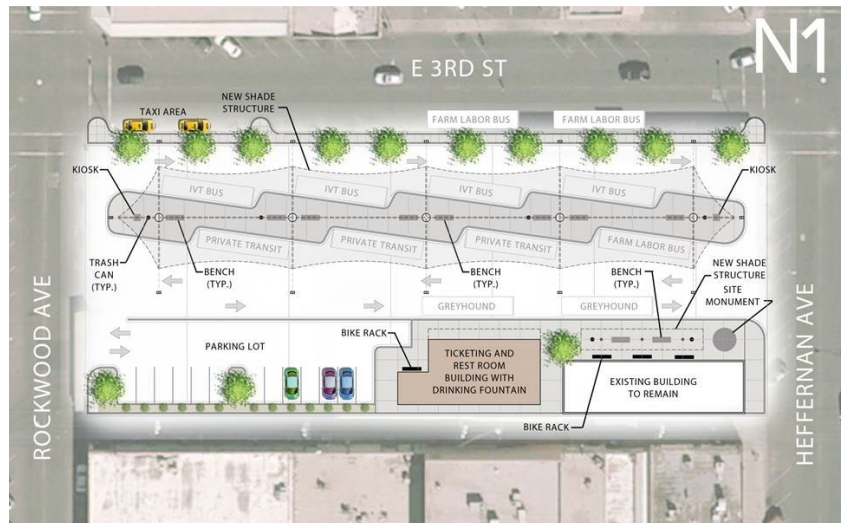 N1
E 3RD ST
NEW SHADE
STRUCTURE
TAXI AREA
FARM LABOR BUS
FARM LABOR BUS
KIOSK
IVT BUS
IVT BUS
IVT BUS
IVT BUS
KIOSK
PRIVATE TRANSIT
PRIVATE TRANSIT
PRIVATE TRANSIT
FARM LABOR BUS
TRASH
CAN
(TYP.)
BENCH
(TYP.)
BENCH
(TYP.)
BENCH
(TYP.)
NEW SHADE
STRUCTURE
SITE
MONUMENT
GREYHOUND
GREYHOUND
BIKE RACK
PARKING LOT
TICKETING AND
REST ROOM
BUILDING WITH
DRINKING FOUNTAIN
EXISTING BUILDING
TO REMAIN
BIKE RACK
ROCKWOOD AVE
HEFFERNAN AVE